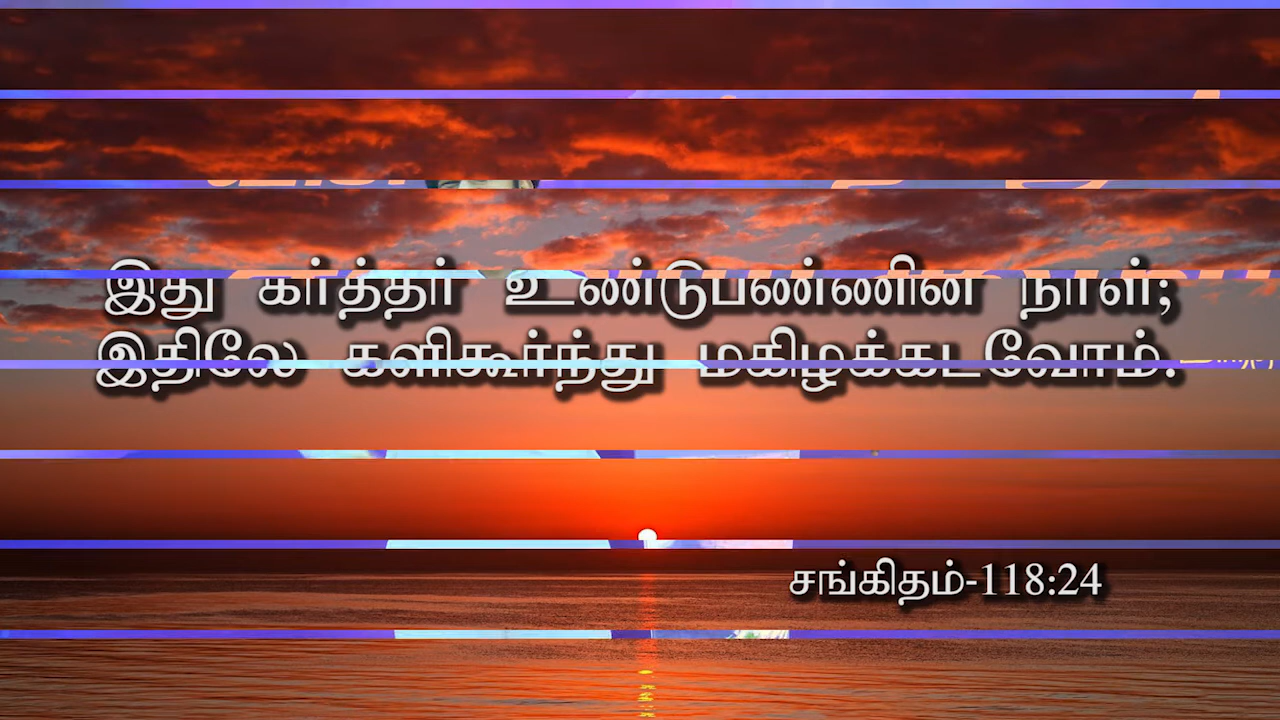 இது கர்த்தர் உண்டுபண்ணின நாள்;
இதிலே களிகூர்ந்து மகிழக்கடவோம்.
சங்கிதம்-118:24